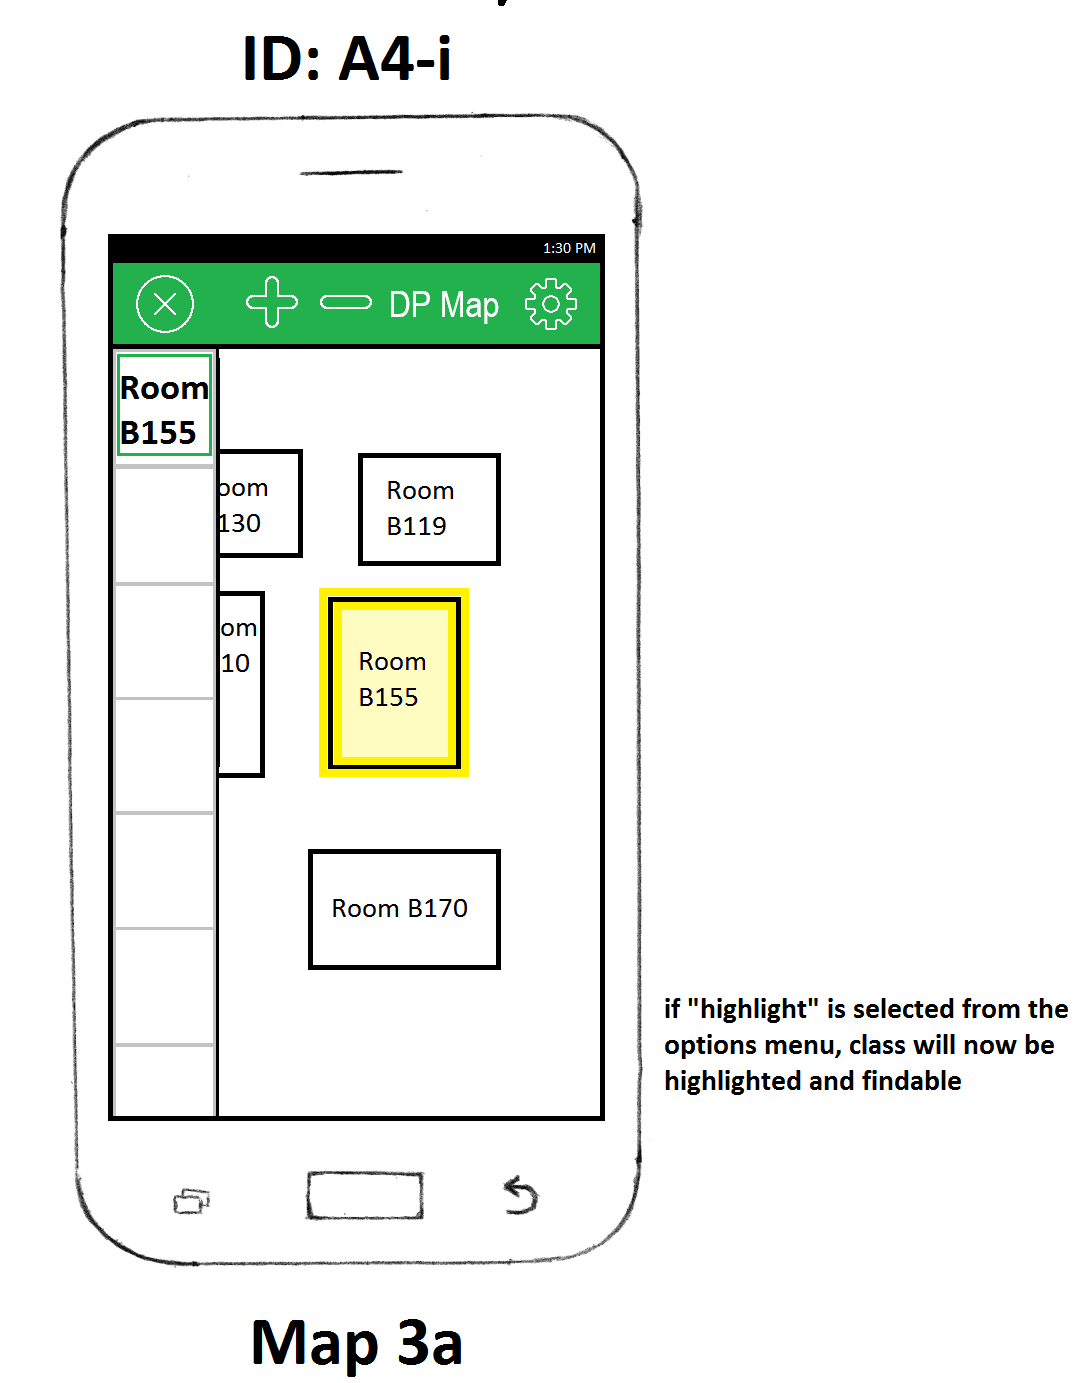 ID: A4-i
1:30 PM
DP Map
Room
B155
oom
130
Room
B119
om
10
Room
B155
Room B170
if "highlight" is selected from the
options menu, class will now be
highlighted and findable
Map 3a